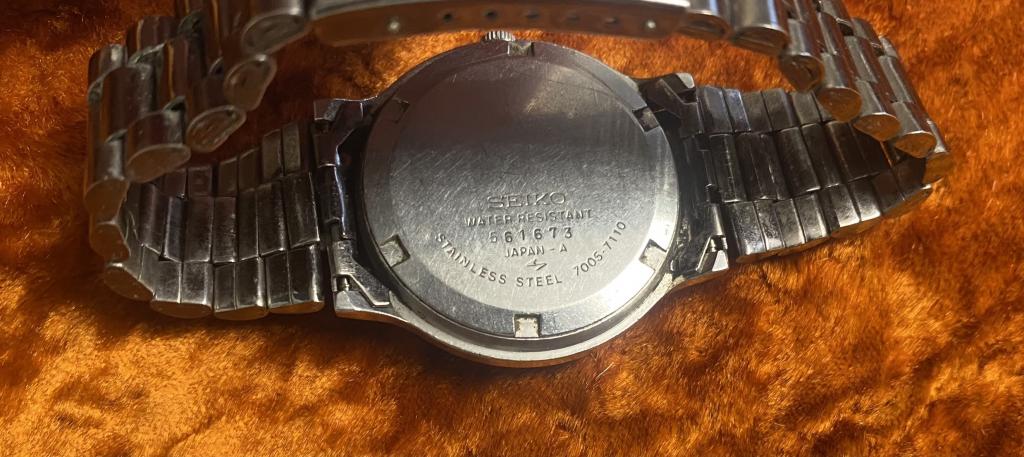 SEIKO
WATER RESISTANT
561673
JAPAN-A
STAINLESS STEEL 7005-7110